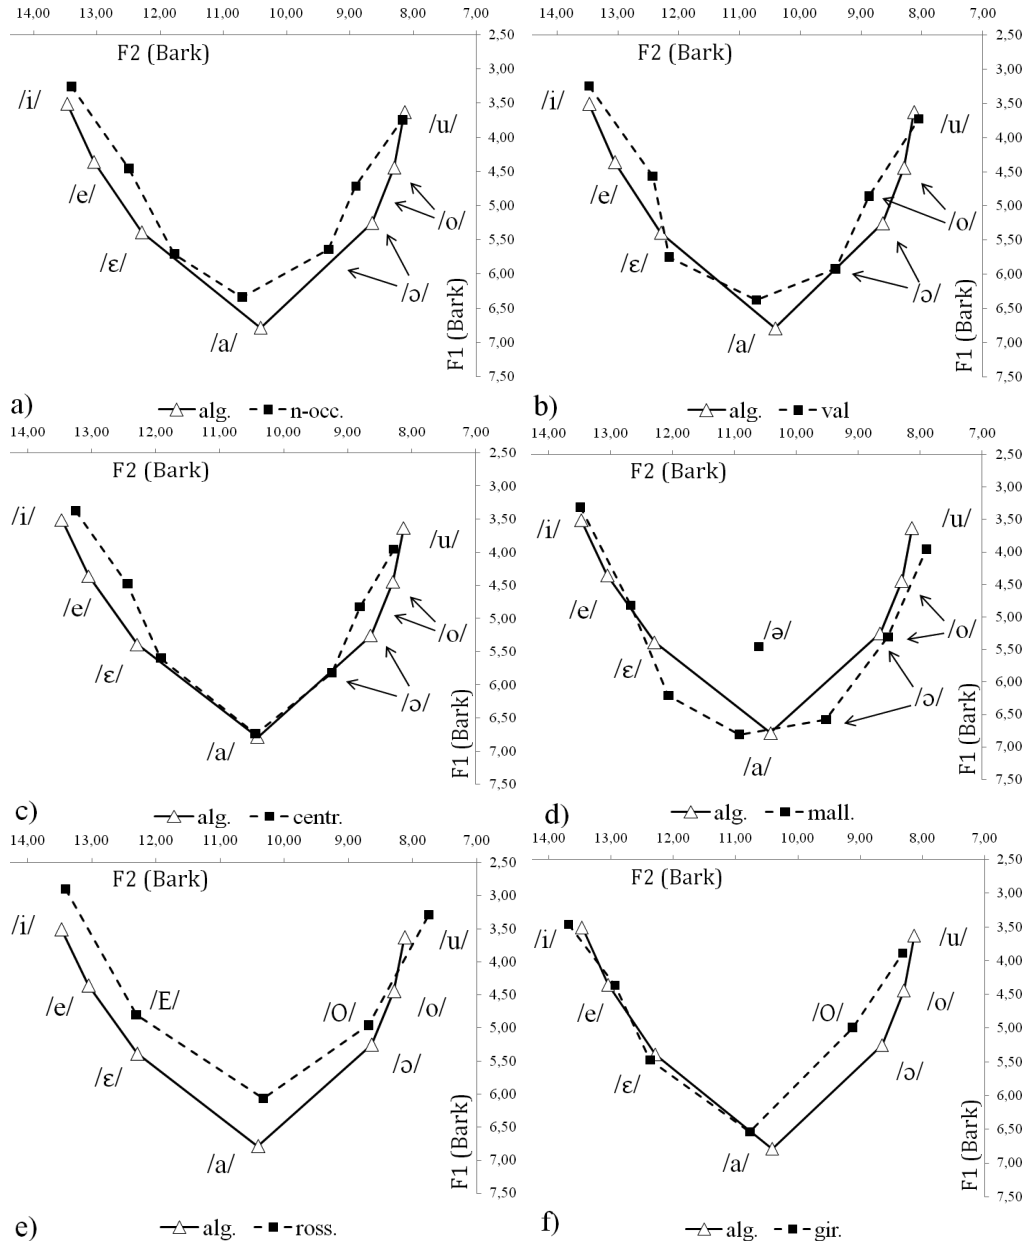 14,00 13,00 12,00 11,00 10,00 9,00 8,00 7,00
F2 (Bark)
2,50
3,00
3,50
4,00
4,50
5,00
5,50
6,00
6,50
7,00
7,50
F1 (Bark)
/i/
/e/
/ɛ/
/a/
/ɔ/
/o/
/u/
a)
alg. n-occ.
14,00 13,00 12,00 11,00 10,00 9,00 8,00 7,00
F2 (Bark)
2,50
3,00
3,50
4,00
4,50
5,00
5,50
6,00
6,50
7,00
7,50
F1 (Bark)
/i/
/e/
/ɛ/
/a/
/ɔ/
/o/
/u/
b)
alg. val
14,00 13,00 12,00 11,00 10,00 9,00 8,00 7,00
F2 (Bark)
2,50
3,00
3,50
4,00
4,50
5,00
5,50
6,00
6,50
7,00
7,50
F1 (Bark)
/i/
/e/
/ɛ/
/a/
/ɔ/
/o/
/u/
c)
alg. centr.
14,00 13,00 12,00 11,00 10,00 9,00 8,00 7,00
F2 (Bark)
2,50
3,00
3,50
4,00
4,50
5,00
5,50
6,00
6,50
7,00
7,50
F1 (Bark)
/i/
/e/
/ɛ/
/a/
/ə/
/ɔ/
/o/
/u/
d)
alg. mall.
14,00 13,00 12,00 11,00 10,00 9,00 8,00 7,00
F2 (Bark)
2,50
3,00
3,50
4,00
4,50
5,00
5,50
6,00
6,50
7,00
7,50
F1 (Bark)
/i/
/e/
/E/
/ɛ/
/a/
/ɔ/
/O/
/o/
/u/
e)
alg. ross.
14,00 13,00 12,00 11,00 10,00 9,00 8,00 7,00
F2 (Bark)
2,50
3,00
3,50
4,00
4,50
5,00
5,50
6,00
6,50
7,00
7,50
F1 (Bark)
/i/
/e/
/ɛ/
/a/
/ɔ/
/O/
/o/
/u/
f)
alg. gir.